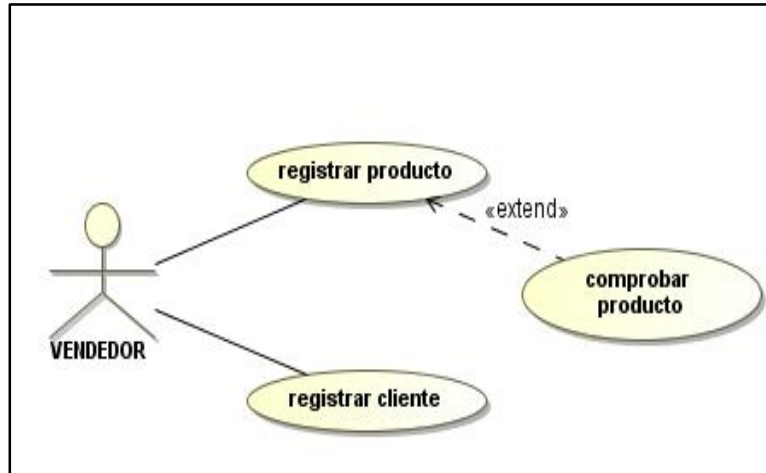 registrar producto
«extend»
comprobar
producto
VENDEDOR
registrar cliente